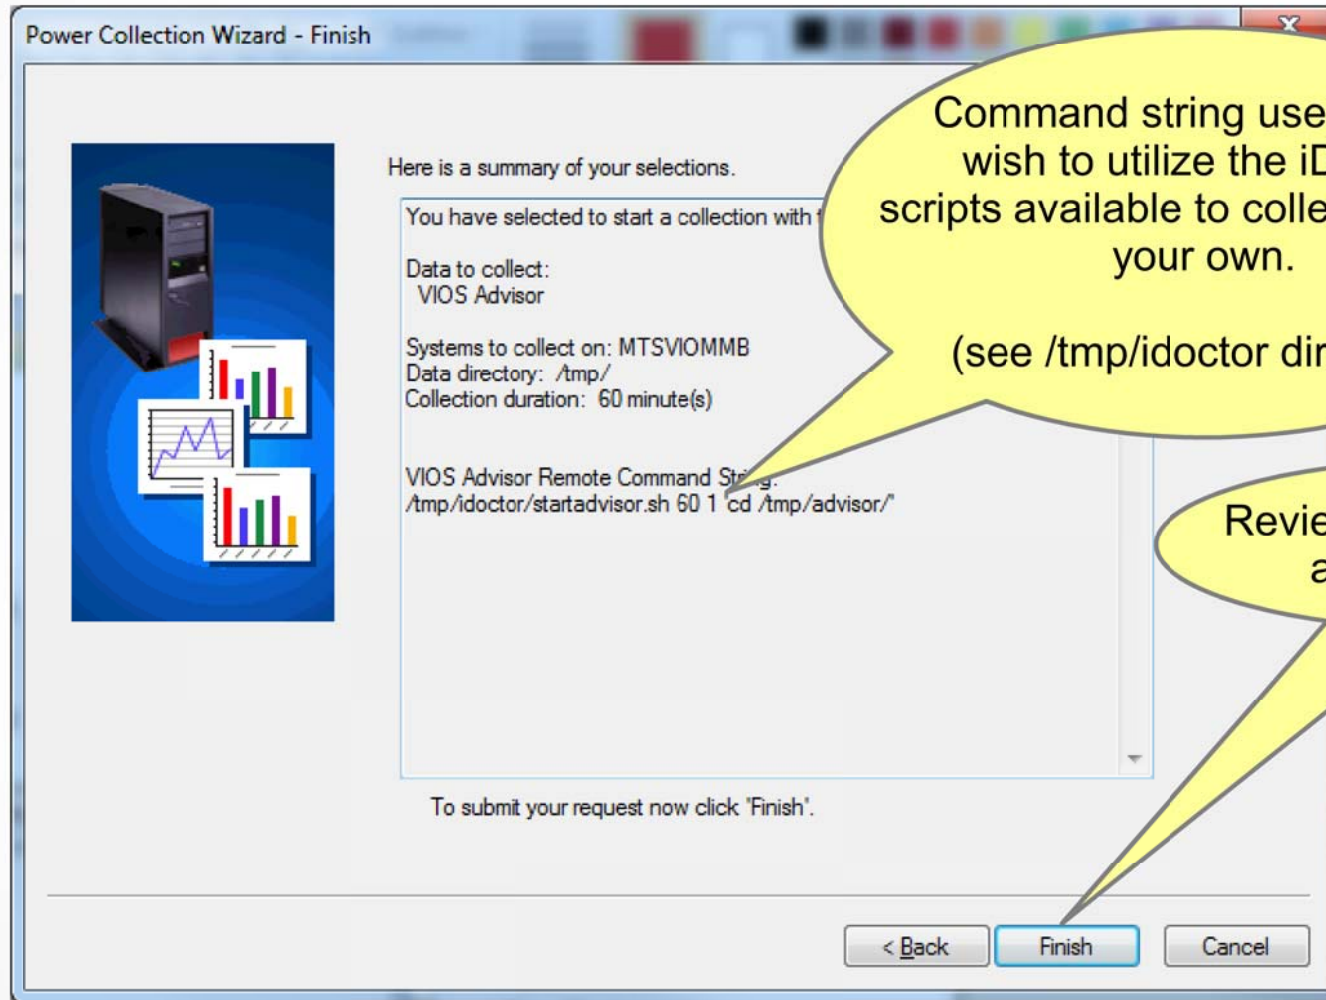 Power Collection Wizard - Finish
Command string use
wish to utilize the iD
scripts available to colle
your own.
(see /tmp/idoctor dir
Here is a summary of your selections.
You have selected to start a collection with
Data to collect:
VIOS Advisor
Systems to collect on: MTSVIOMMB
Data directory: /tmp/
Collection duration: 60 minute(s)
VIOS Advisor Remote Command String:
/tmp/idoctor/startadvisor.sh 60 1 "cd /tmp/advisor/"
Revie
a
To submit your request now click 'Finish'.
< Back
Finish
Cancel